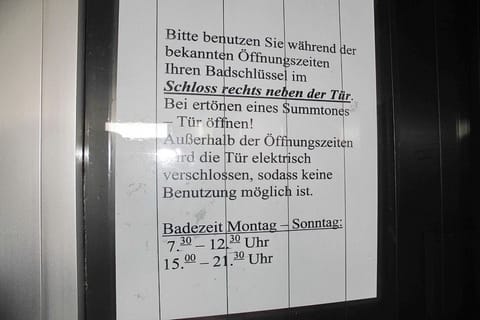 Bitte benutzen Sie während der
bekannten Öffnungszeiten
Ihren Badschlüssel im
Schloss rechts neben der Tür.
Bei ertönen eines Summtones
– Tür öffnen!
Außerhalb der Öffnungszeiten
wird die Tür elektrisch
verschlossen, sodass keine
Benutzung möglich ist.
Badezeit Montag – Sonntag:
7.30 – 12.30 Uhr
15.00 – 21.30 Uhr